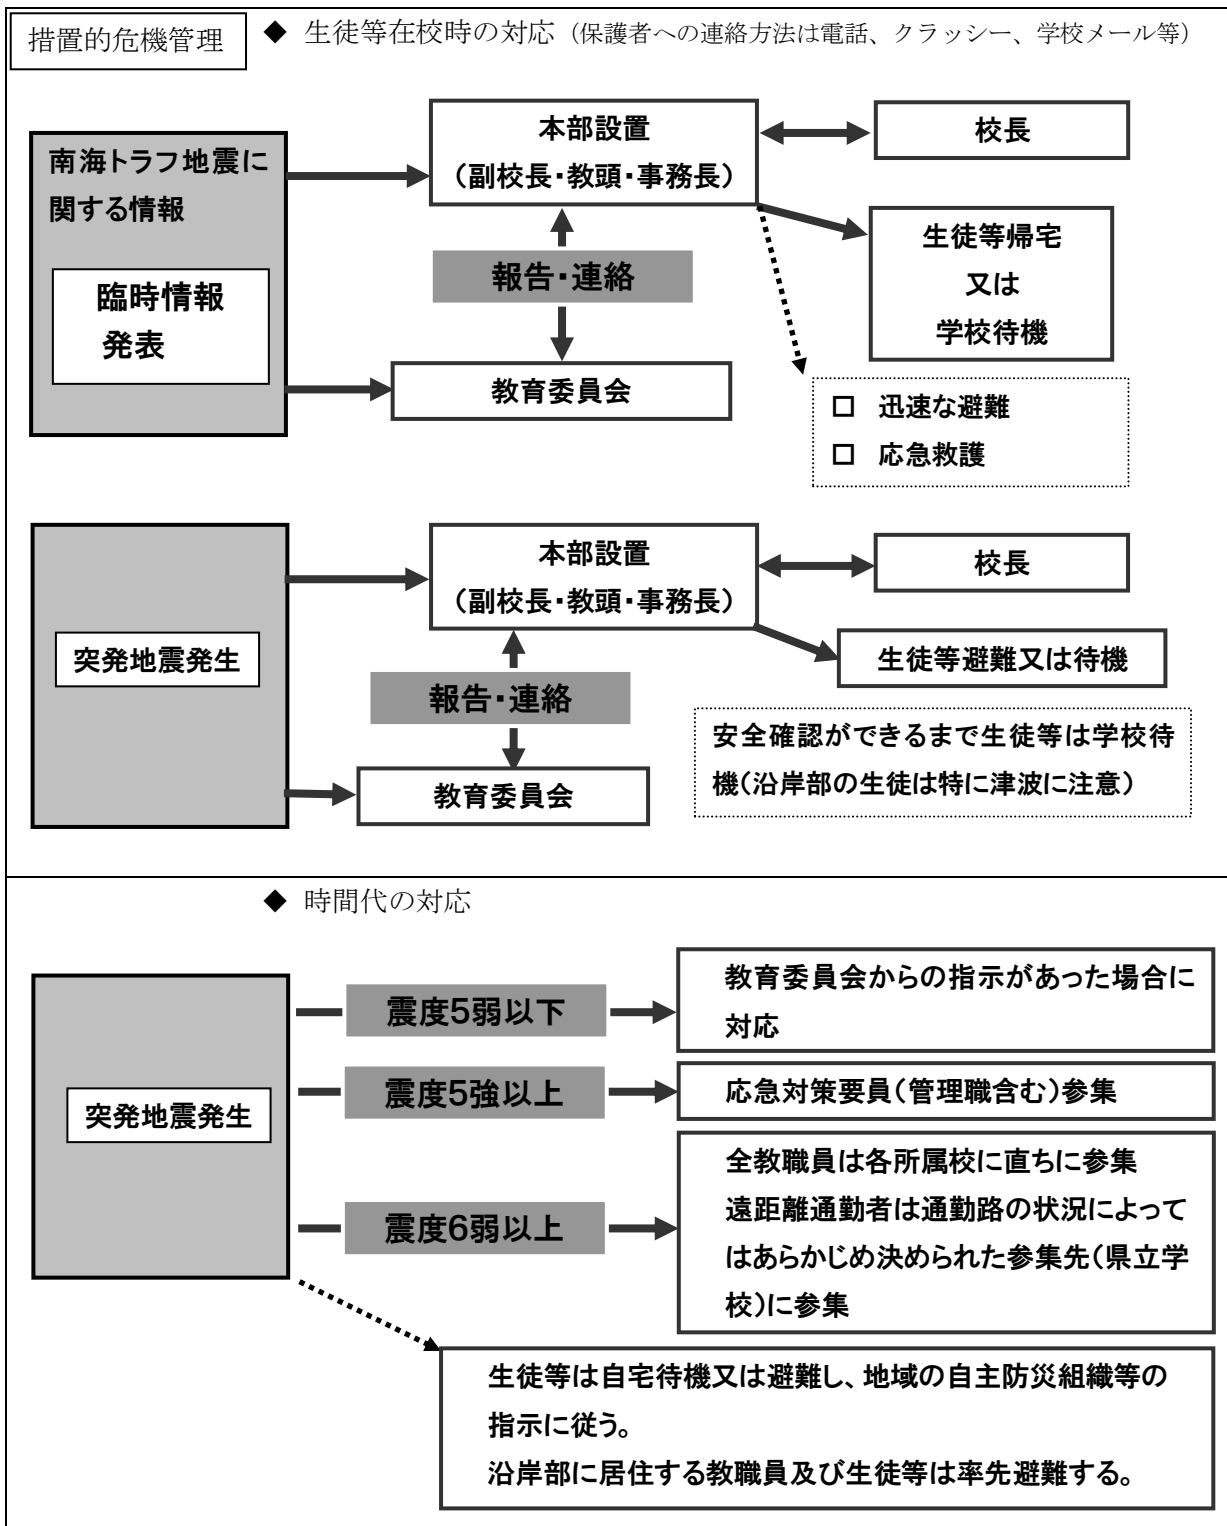 措置的危機管理
◆ 生徒等在校時の対応（保護者への連絡方法は電話、クラッシー、学校メール等）
南海トラフ地震に
関する情報
臨時情報
発表
本部設置
（副校長・教頭・事務長）
校長
報告・連絡
生徒等帰宅
又は
学校待機
教育委員会
□ 迅速な避難
□ 応急救護
突発地震発生
本部設置
（副校長・教頭・事務長）
校長
生徒等避難又は待機
報告・連絡
安全確認ができるまで生徒等は学校待
機（沿岸部の生徒は特に津波に注意）
教育委員会
◆ 時間代の対応
突発地震発生
震度5弱以下
教育委員会からの指示があった場合に
対応
震度5強以上
応急対策要員（管理職含む）参集
震度6弱以上
全教職員は各所属校に直ちに参集
遠距離通勤者は通勤路の状況によって
はあらかじめ決められた参集先（県立学
校）に参集
生徒等は自宅待機又は避難し、地域の自主防災組織等の
指示に従う。
沿岸部に居住する教職員及び生徒等は率先避難する。